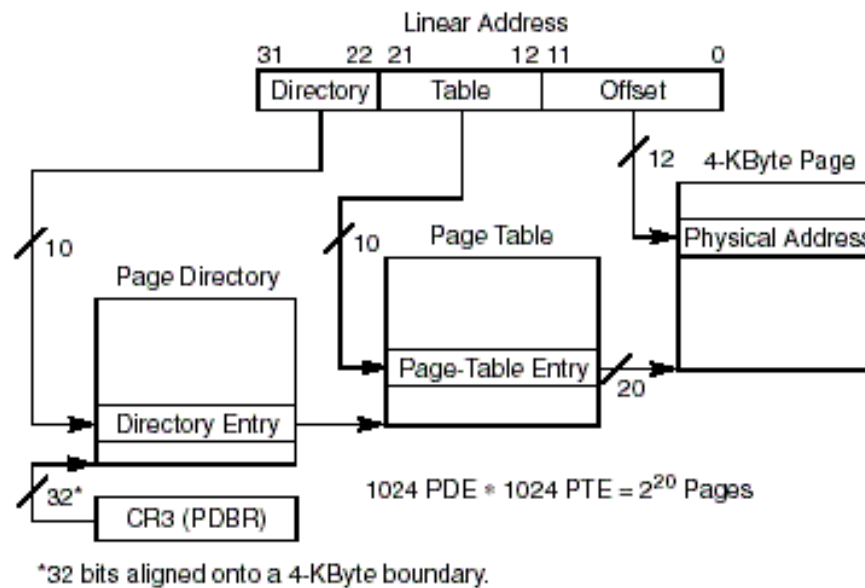 Linear Address
31 22 21 12 11 0
Directory Table Offset
12 4-KByte Page
10 10 Page Table Physical Address
Page Directory
Page-Table Entry
20
Directory Entry
32*
1024 PDE * 1024 PTE = 2²⁰ Pages
CR3 (PDBR)
*32 bits aligned onto a 4-KByte boundary.